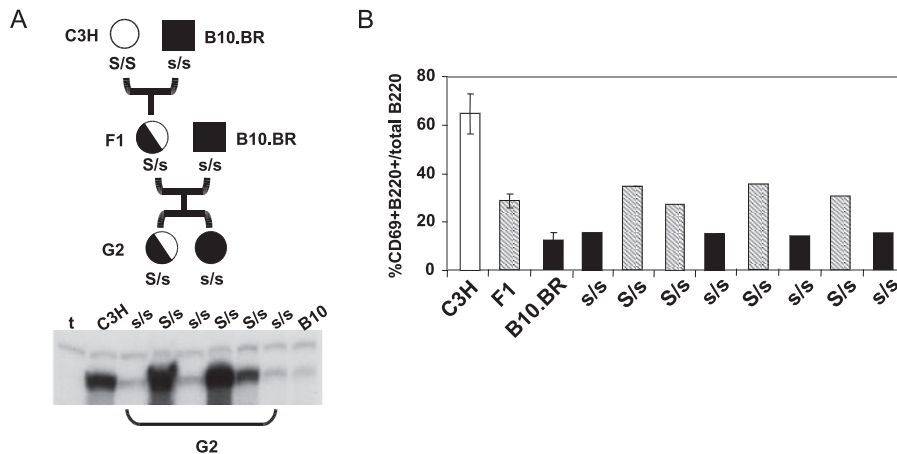 A
C3H
B10.BR
S/S
s/s
F1
B10.BR
S/s
s/s
G2
S/s
s/s
t C3H s/s S/s s/s S/s S/s s/s B10
G2
B
%CD69+B220+/total B220
80
60
40
20
0
C3H F1 B10.BR s/s S/s S/s s/s S/s s/s S/s s/s